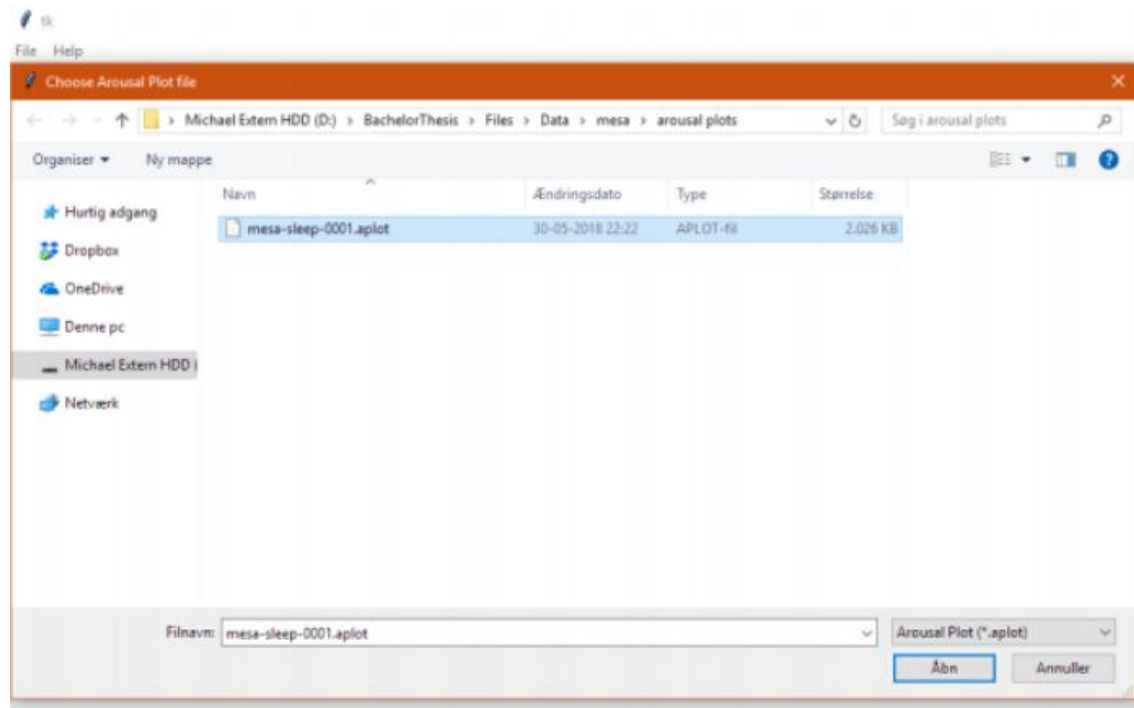 tk
File Help
Choose Arousal Plot file
Michael Extern HDD (D:) › BachelorThesis › Files › Data › mesa › arousal plots
Søg i arousal plots
Organiser Ny mappe
Navn Ændringsdato Type Størrelse
mesa-sleep-0001.aplot 30-05-2018 22:22 APLOT-fil 2.026 KB
Hurtig adgang
Dropbox
OneDrive
Denne pc
Michael Extern HDD (
Netværk
Filnavn: mesa-sleep-0001.aplot Arousal Plot (*.aplot)
Åbn Annuller